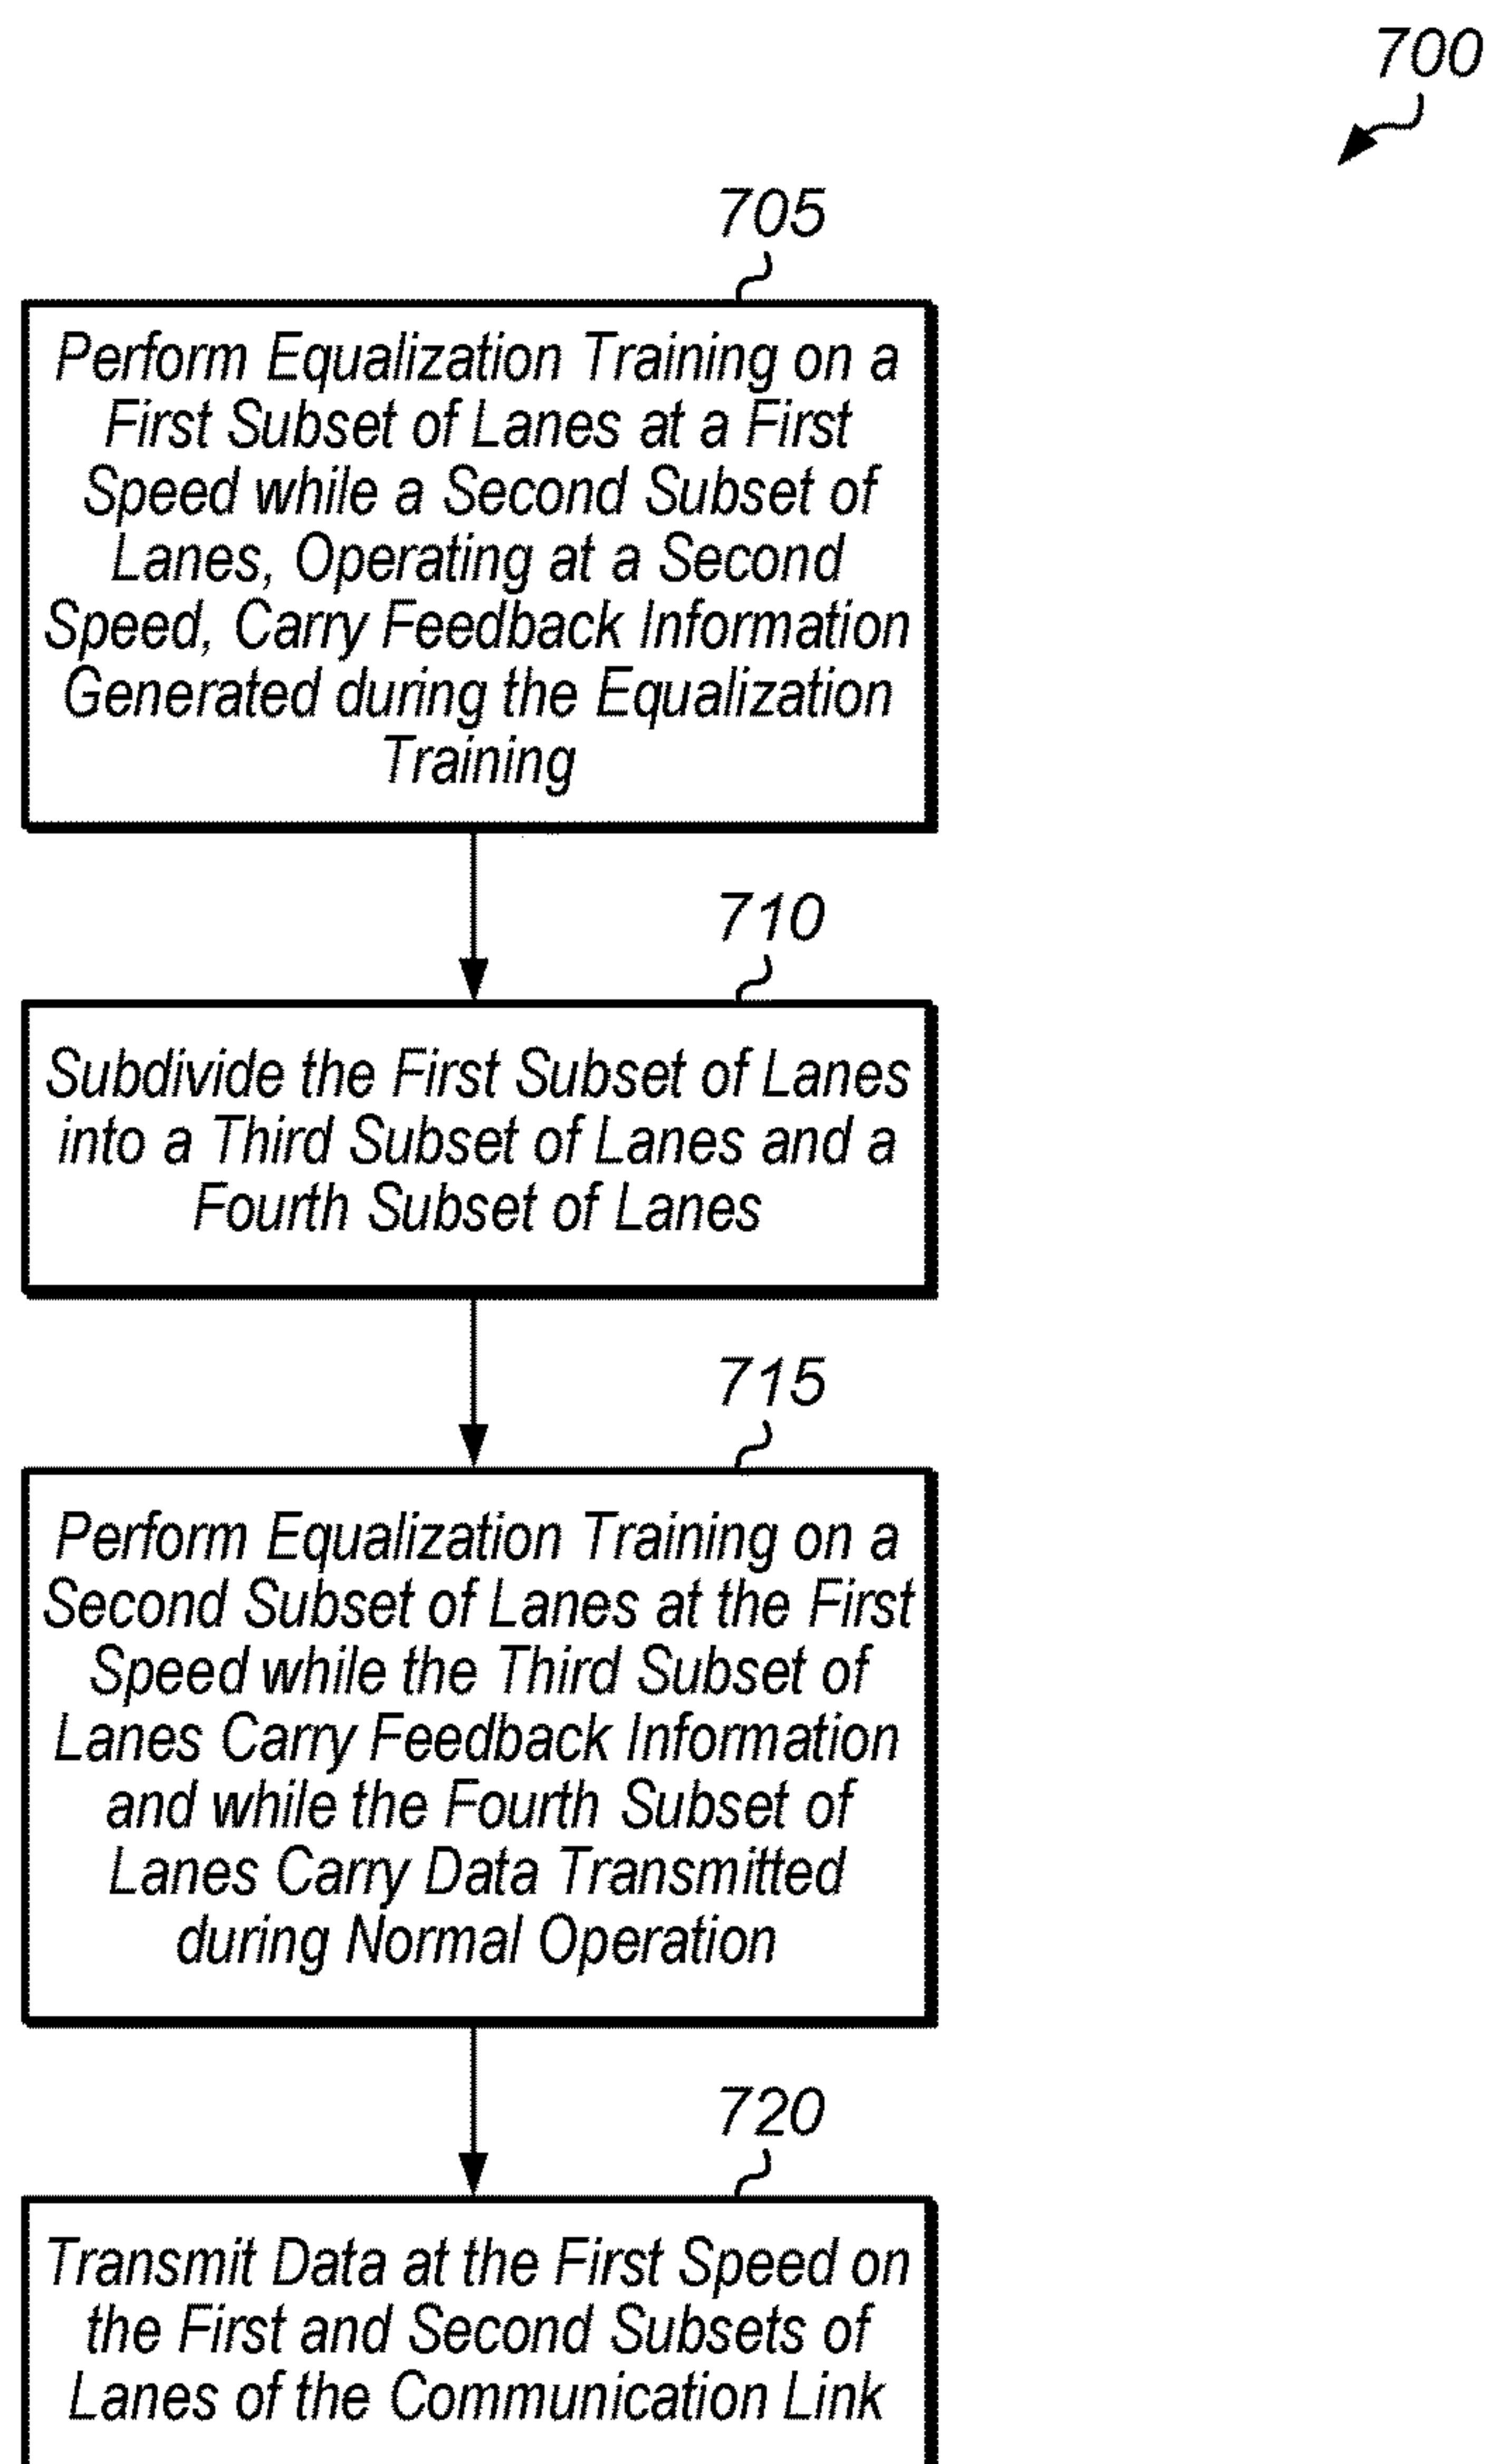 700
705
Perform Equalization Training on a
First Subset of Lanes at a First
Speed while a Second Subset of
Lanes, Operating at a Second
Speed, Carry Feedback Information
Generated during the Equalization
Training
710
Subdivide the First Subset of Lanes
into a Third Subset of Lanes and a
Fourth Subset of Lanes
715
Perform Equalization Training on a
Second Subset of Lanes at the First
Speed while the Third Subset of
Lanes Carry Feedback Information
and while the Fourth Subset of
Lanes Carry Data Transmitted
during Normal Operation
720
Transmit Data at the First Speed on
the First and Second Subsets of
Lanes of the Communication Link